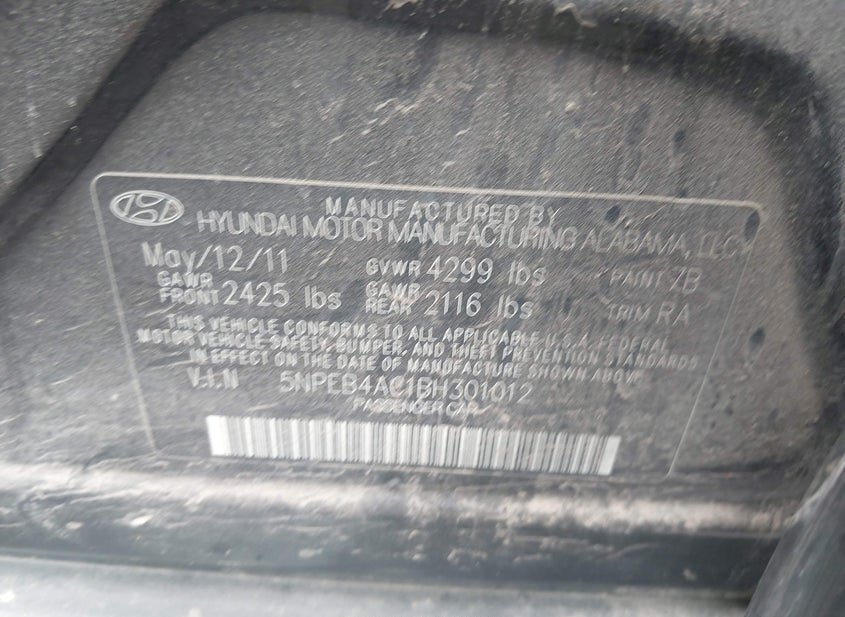 MANUFACTURED BY
HYUNDAI MOTOR MANUFACTURING ALABAMA, LLC
May/12/11 GVWR 4299 lbs PAINT ZB
GAWR FRONT 2425 lbs GAWR REAR 2116 lbs TRIM RA
THIS VEHICLE CONFORMS TO ALL APPLICABLE U.S.A. FEDERAL
MOTOR VEHICLE SAFETY, BUMPER, AND THEFT PREVENTION STANDARDS
IN EFFECT ON THE DATE OF MANUFACTURE SHOWN ABOVE
V.I.N 5NPEB4AC1BH301012
PASSENGER CAR